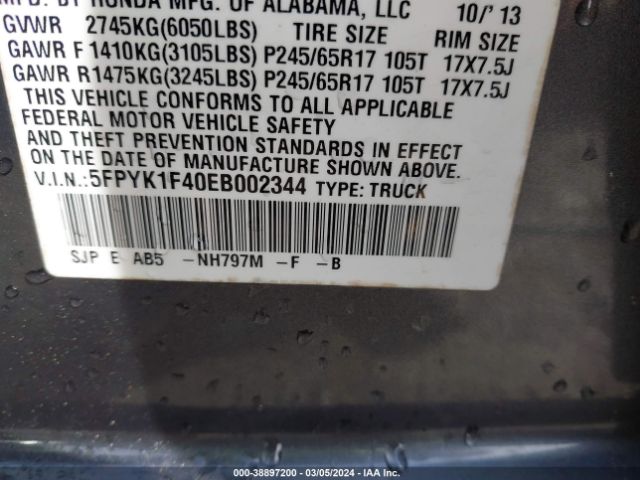 MFD. BY HONDA MFG. OF ALABAMA, LLC 10/'13
GVWR 2745KG(6050LBS) TIRE SIZE RIM SIZE
GAWR F 1410KG(3105LBS) P245/65R17 105T 17X7.5J
GAWR R1475KG(3245LBS) P245/65R17 105T 17X7.5J
THIS VEHICLE CONFORMS TO ALL APPLICABLE
FEDERAL MOTOR VEHICLE SAFETY
AND THEFT PREVENTION STANDARDS IN EFFECT
ON THE DATE OF MANUFACTURE SHOWN ABOVE.
V.I.N.:5FPYK1F40EB002344 TYPE: TRUCK
SJP E AB5 -NH797M -F -B
000-38897200 - 03/05/2024 - IAA Inc.